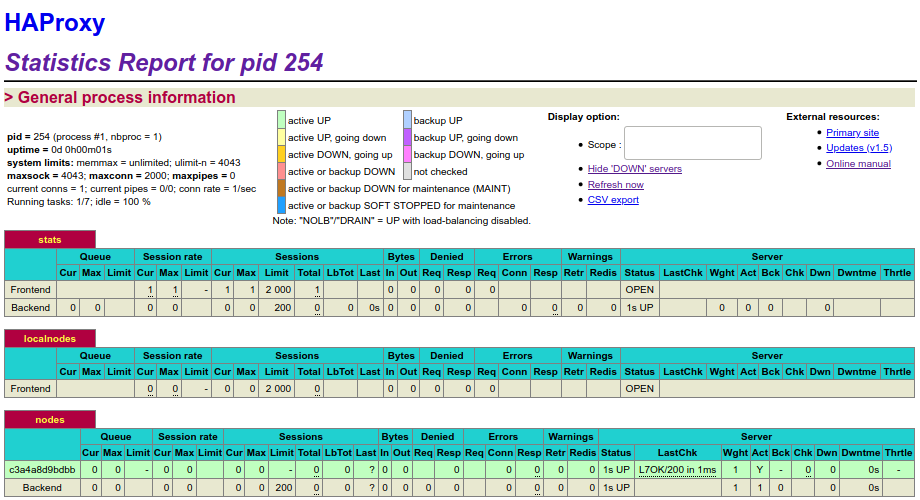 HAProxy
Statistics Report for pid 254
> General process information
pid = 254 (process #1, nbproc = 1)
uptime = 0d 0h00m01s
system limits: memmax = unlimited; ulimit-n = 4043
maxsock = 4043; maxconn = 2000; maxpipes = 0
current conns = 1; current pipes = 0/0; conn rate = 1/sec
Running tasks: 1/7; idle = 100 %
active UP backup UP
active UP, going down backup UP, going down
active DOWN, going up backup DOWN, going up
active or backup DOWN not checked
active or backup DOWN for maintenance (MAINT)
active or backup SOFT STOPPED for maintenance
Note: "NOLB"/"DRAIN" = UP with load-balancing disabled.
Display option:
• Scope :
• Hide 'DOWN' servers
• Refresh now
• CSV export
External resources:
• Primary site
• Updates (v1.5)
• Online manual
stats
Queue Session rate Sessions Bytes Denied Errors Warnings Server
Cur Max Limit Cur Max Limit Cur Max Limit Total LbTot Last In Out Req Resp Req Conn Resp Retr Redis Status LastChk Wght Act Bck Chk Dwn Dwntme Thrtle
Frontend 1 1 - 1 1 2 000 1 0 0 0 0 0 OPEN
Backend 0 0 0 0 0 0 200 0 0 0s 0 0 0 0 0 0 0 0 1s UP 0 0 0 0
localnodes
Queue Session rate Sessions Bytes Denied Errors Warnings Server
Cur Max Limit Cur Max Limit Cur Max Limit Total LbTot Last In Out Req Resp Req Conn Resp Retr Redis Status LastChk Wght Act Bck Chk Dwn Dwntme Thrtle
Frontend 0 0 - 0 0 2 000 0 0 0 0 0 0 OPEN
nodes
Queue Session rate Sessions Bytes Denied Errors Warnings Server
Cur Max Limit Cur Max Limit Cur Max Limit Total LbTot Last In Out Req Resp Req Conn Resp Retr Redis Status LastChk Wght Act Bck Chk Dwn Dwntme Thrtle
c3a4a8d9bdbb 0 0 - 0 0 0 0 - 0 0 ? 0 0 0 0 0 0 0 1s UP L7OK/200 in 1ms 1 Y - 0 0 0s -
Backend 0 0 0 0 0 0 200 0 0 ? 0 0 0 0 0 0 0 0 1s UP 1 1 0 0 0s